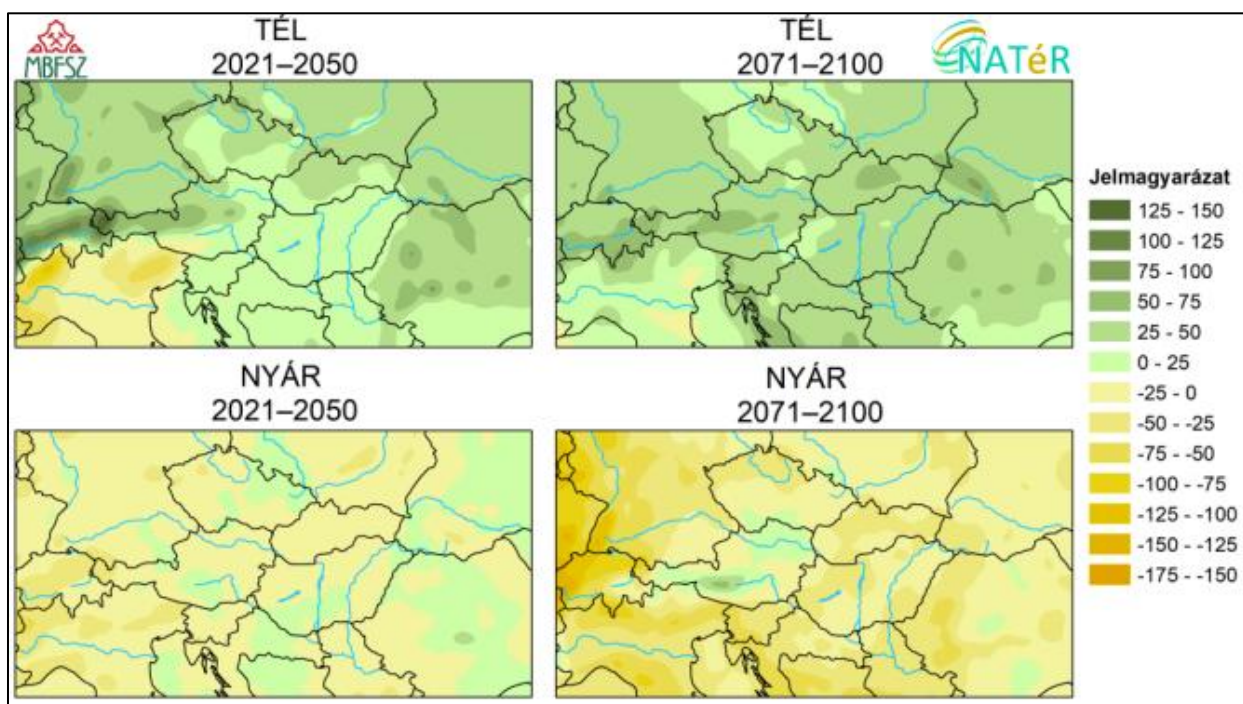 MBFSZ
TÉL
2021–2050
TÉL
2071–2100
NATéR
NYÁR
2021–2050
NYÁR
2071–2100
Jelmagyarázat
125 - 150
100 - 125
75 - 100
50 - 75
25 - 50
0 - 25
-25 - 0
-50 - -25
-75 - -50
-100 - -75
-125 - -100
-150 - -125
-175 - -150